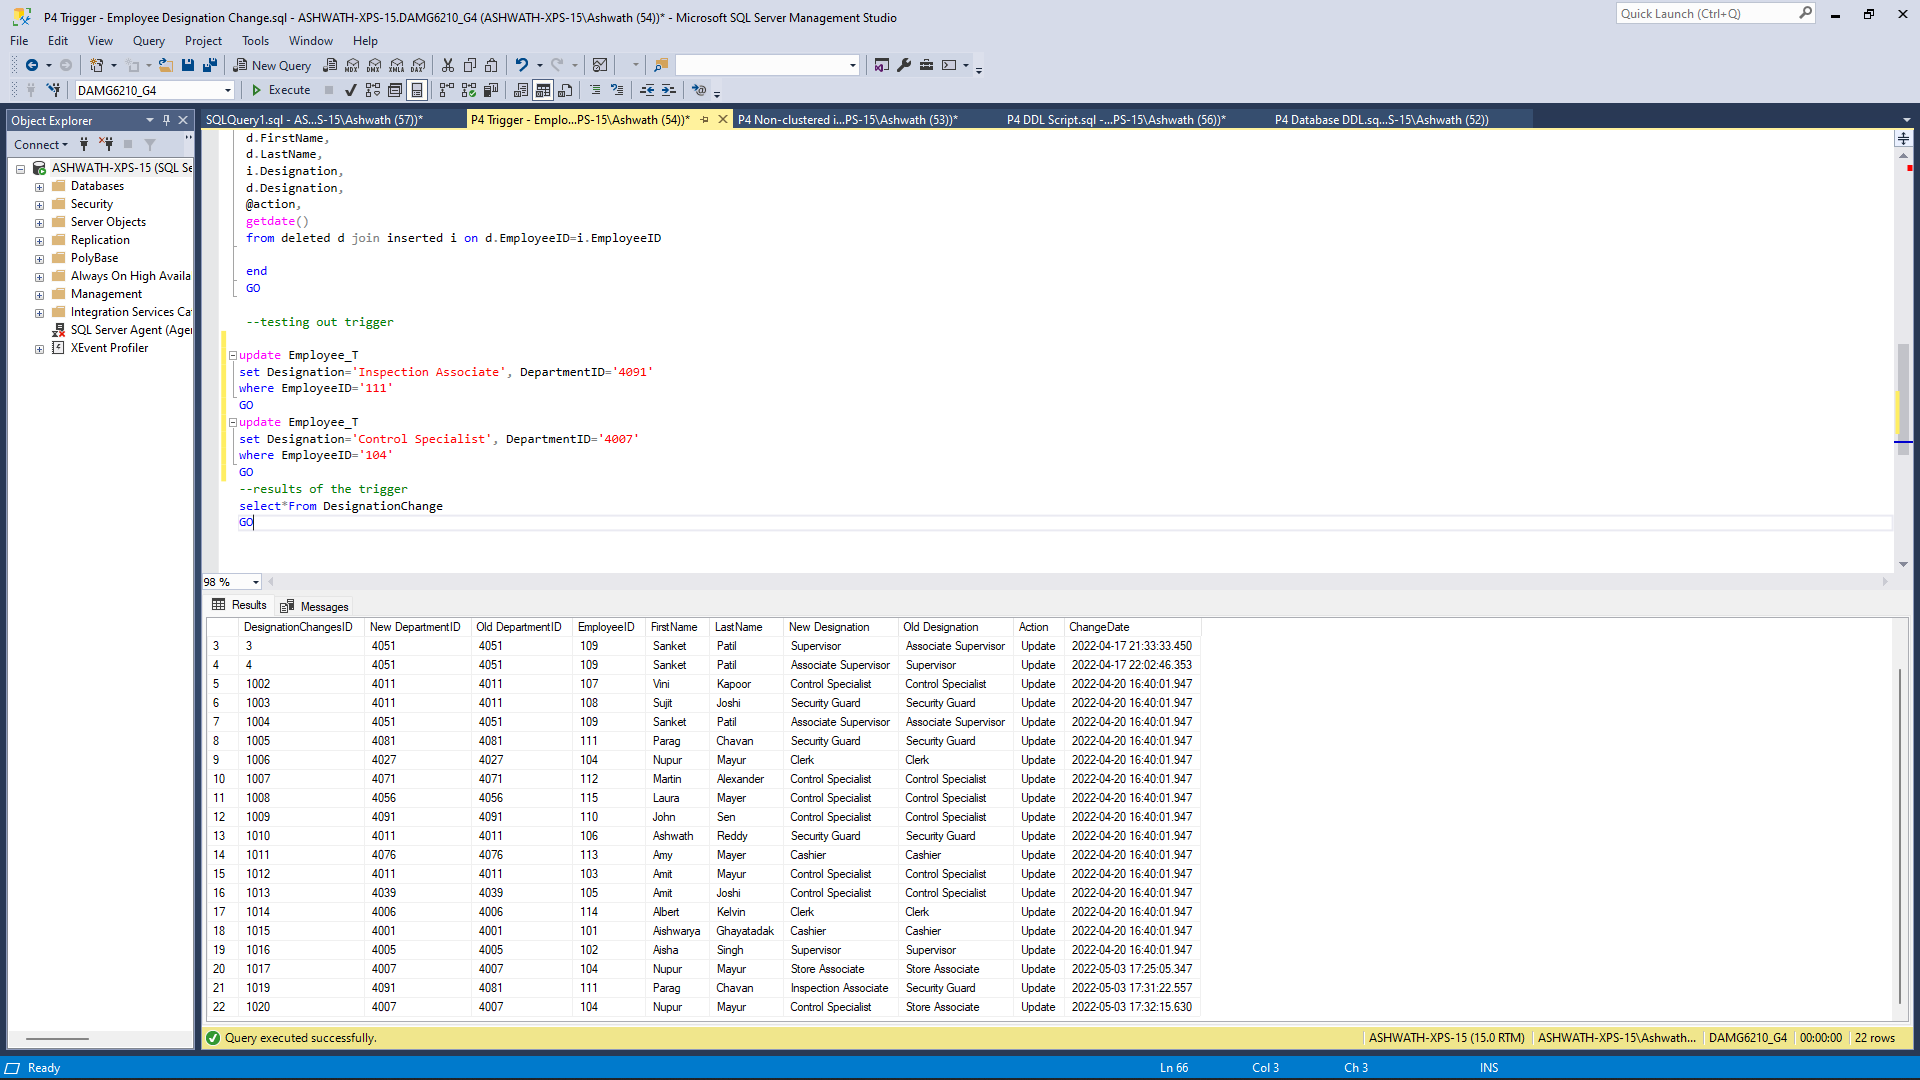 P4 Trigger - Employee Designation Change.sql - ASHWATH-XPS-15.DAMG6210_G4 (ASHWATH-XPS-15\Ashwath (54))* - Microsoft SQL Server Management Studio
Quick Launch (Ctrl+Q)
File Edit View Query Project Tools Window Help
New Query MDX DMX XMLA DAX
DAMG6210_G4 Execute
Object Explorer
SQLQuery1.sql - AS...S-15\Ashwath (57))* P4 Trigger - Emplo...PS-15\Ashwath (54))* P4 Non-clustered i...PS-15\Ashwath (53))* P4 DDL Script.sql -...PS-15\Ashwath (56))* P4 Database DDL.sq...S-15\Ashwath (52))
Connect
ASHWATH-XPS-15 (SQL Se
Databases
Security
Server Objects
Replication
PolyBase
Always On High Availa
Management
Integration Services Ca
SQL Server Agent (Agen
XEvent Profiler
d.FirstName,
d.LastName,
i.Designation,
d.Designation,
@action,
getdate()
from deleted d join inserted i on d.EmployeeID=i.EmployeeID
end
GO
--testing out trigger
update Employee_T
set Designation='Inspection Associate', DepartmentID='4091'
where EmployeeID='111'
GO
update Employee_T
set Designation='Control Specialist', DepartmentID='4007'
where EmployeeID='104'
GO
--results of the trigger
select*From DesignationChange
GO
98 %
Results Messages
DesignationChangesID New DepartmentID Old DepartmentID EmployeeID FirstName LastName New Designation Old Designation Action ChangeDate
3 3 4051 4051 109 Sanket Patil Supervisor Associate Supervisor Update 2022-04-17 21:33:33.450
4 4 4051 4051 109 Sanket Patil Associate Supervisor Supervisor Update 2022-04-17 22:02:46.353
5 1002 4011 4011 107 Vini Kapoor Control Specialist Control Specialist Update 2022-04-20 16:40:01.947
6 1003 4011 4011 108 Sujit Joshi Security Guard Security Guard Update 2022-04-20 16:40:01.947
7 1004 4051 4051 109 Sanket Patil Associate Supervisor Associate Supervisor Update 2022-04-20 16:40:01.947
8 1005 4081 4081 111 Parag Chavan Security Guard Security Guard Update 2022-04-20 16:40:01.947
9 1006 4027 4027 104 Nupur Mayur Clerk Clerk Update 2022-04-20 16:40:01.947
10 1007 4071 4071 112 Martin Alexander Control Specialist Control Specialist Update 2022-04-20 16:40:01.947
11 1008 4056 4056 115 Laura Mayer Control Specialist Control Specialist Update 2022-04-20 16:40:01.947
12 1009 4091 4091 110 John Sen Control Specialist Control Specialist Update 2022-04-20 16:40:01.947
13 1010 4011 4011 106 Ashwath Reddy Security Guard Security Guard Update 2022-04-20 16:40:01.947
14 1011 4076 4076 113 Amy Mayer Cashier Cashier Update 2022-04-20 16:40:01.947
15 1012 4011 4011 103 Amit Mayur Control Specialist Control Specialist Update 2022-04-20 16:40:01.947
16 1013 4039 4039 105 Amit Joshi Control Specialist Control Specialist Update 2022-04-20 16:40:01.947
17 1014 4006 4006 114 Albert Kelvin Clerk Clerk Update 2022-04-20 16:40:01.947
18 1015 4001 4001 101 Aishwarya Ghayatadak Cashier Cashier Update 2022-04-20 16:40:01.947
19 1016 4005 4005 102 Aisha Singh Supervisor Supervisor Update 2022-04-20 16:40:01.947
20 1017 4007 4007 104 Nupur Mayur Store Associate Store Associate Update 2022-05-03 17:25:05.347
21 1019 4091 4081 111 Parag Chavan Inspection Associate Security Guard Update 2022-05-03 17:31:22.557
22 1020 4007 4007 104 Nupur Mayur Control Specialist Store Associate Update 2022-05-03 17:32:15.630
Query executed successfully. ASHWATH-XPS-15 (15.0 RTM) ASHWATH-XPS-15\Ashwath... DAMG6210_G4 00:00:00 22 rows
Ready Ln 66 Col 3 Ch 3 INS